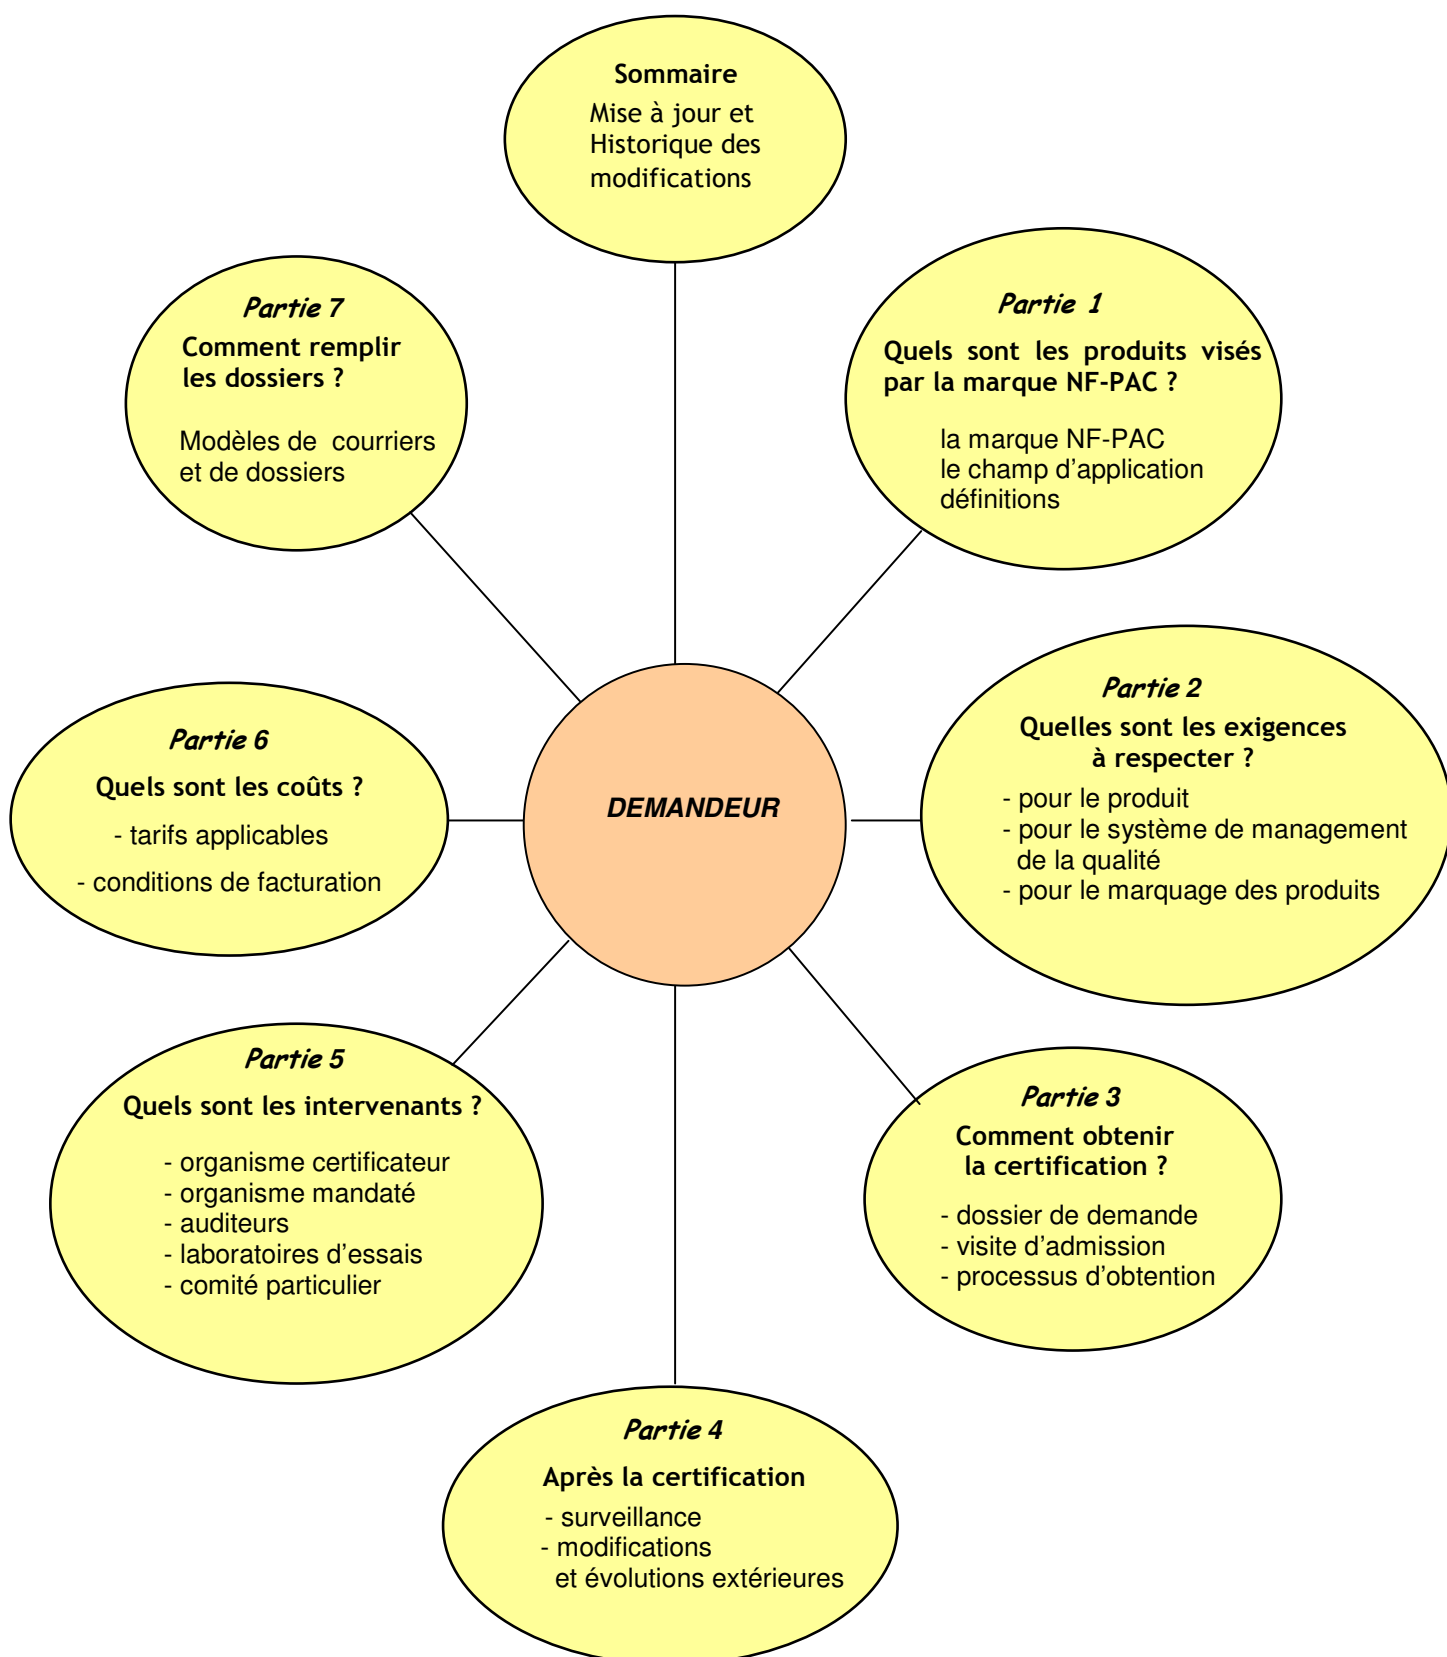 Sommaire
Mise à jour et
Historique des
modifications
Partie 7
Comment remplir
les dossiers ?
Modèles de courriers
et de dossiers
Partie 1
Quels sont les produits visés
par la marque NF-PAC ?
la marque NF-PAC
le champ d'application
définitions
Partie 6
Quels sont les coûts ?
- tarifs applicables
- conditions de facturation
DEMANDEUR
Partie 2
Quelles sont les exigences
à respecter ?
- pour le produit
- pour le système de management
de la qualité
- pour le marquage des produits
Partie 5
Quels sont les intervenants ?
- organisme certificateur
- organisme mandaté
- auditeurs
- laboratoires d'essais
- comité particulier
Partie 3
Comment obtenir
la certification ?
- dossier de demande
- visite d'admission
- processus d'obtention
Partie 4
Après la certification
- surveillance
- modifications
et évolutions extérieures